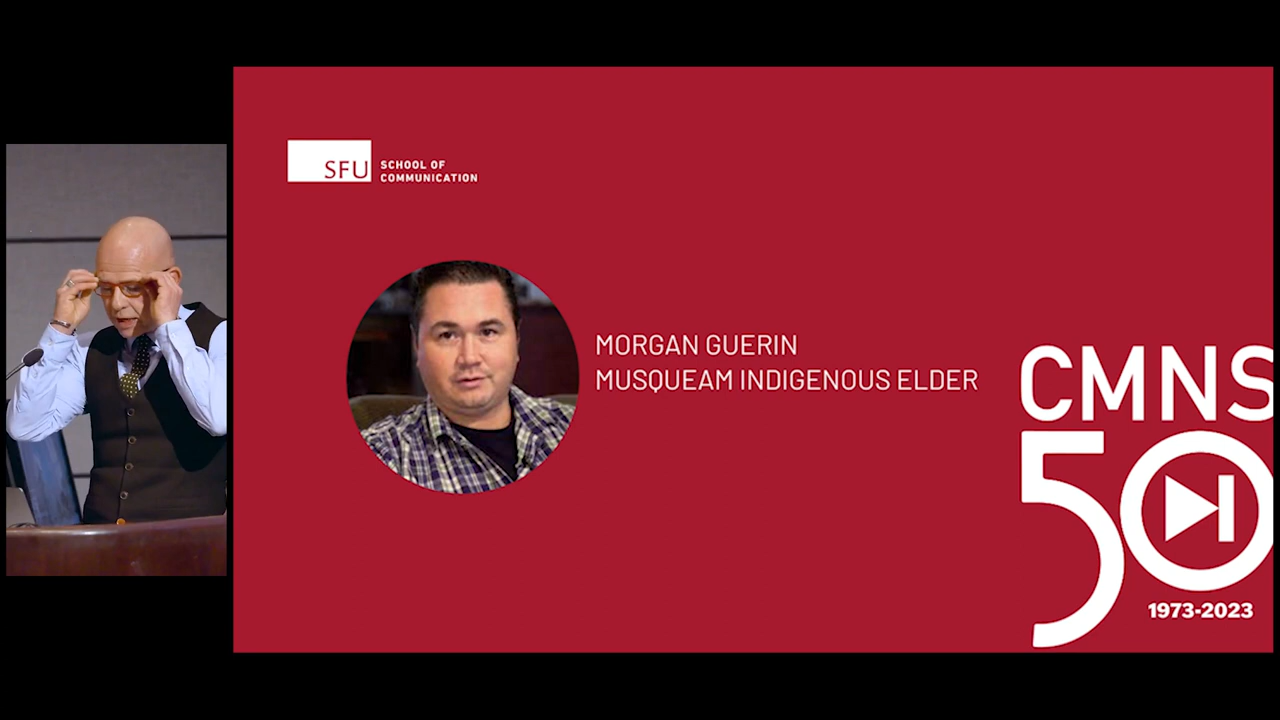 SFU
SCHOOL OF
COMMUNICATION
MORGAN GUERIN
MUSQUEAM INDIGENOUS ELDER
CMNS
50
1973-2023